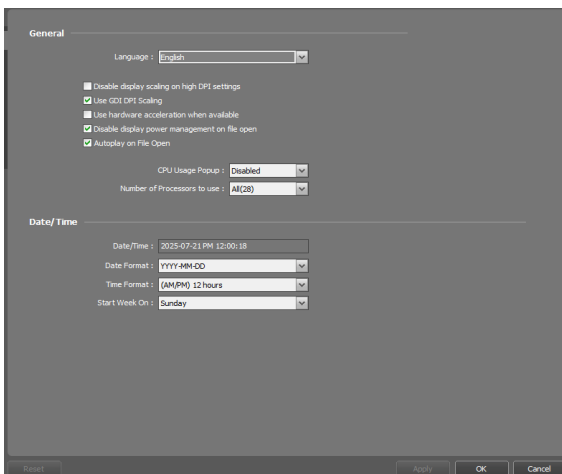 General
Language : English
Disable display scaling on high DPI settings
Use GDI DPI Scaling
Use hardware acceleration when available
Disable display power management on file open
Autoplay on File Open
CPU Usage Popup : Disabled
Number of Processors to use : All(28)
Date/Time
Date/Time : 2025-07-21 PM 12:00:18
Date Format : YYYY-MM-DD
Time Format : (AM/PM) 12 hours
Start Week On : Sunday
Reset Apply OK Cancel